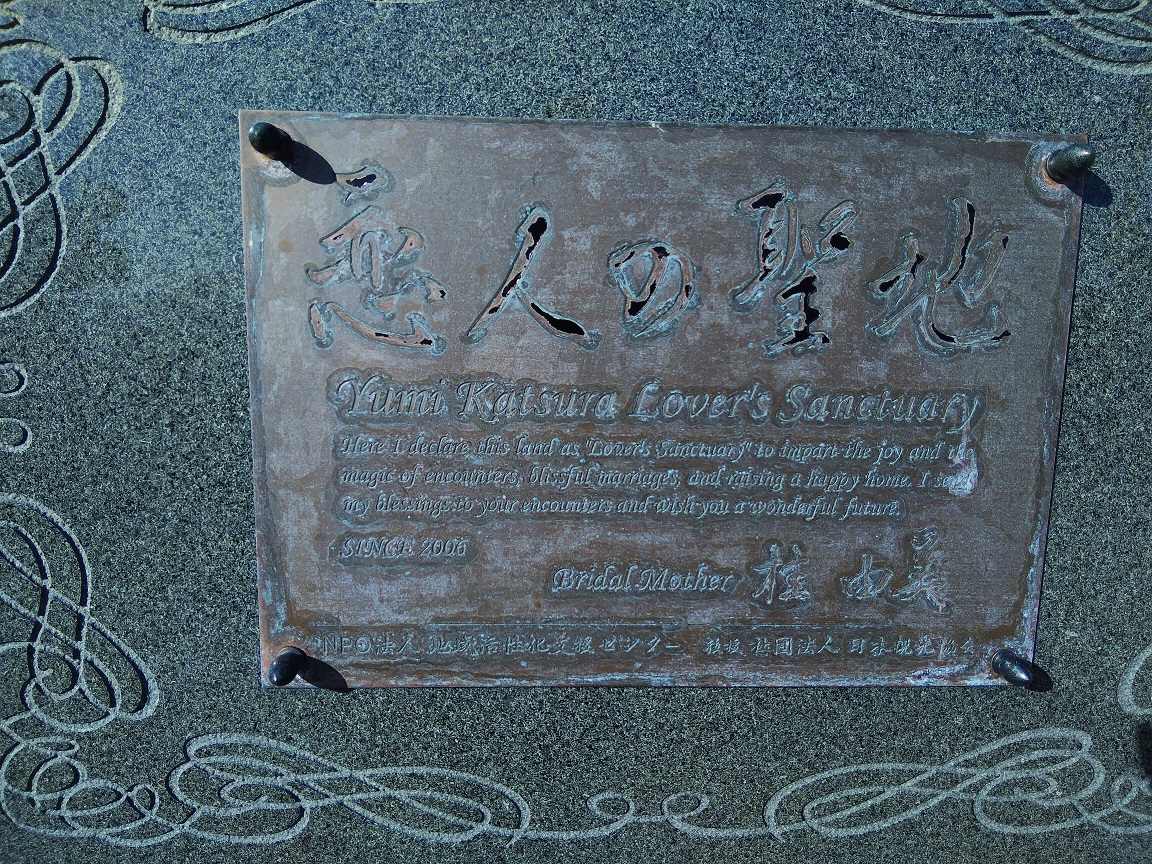 恋人の聖地
Yumi Katsura Lover's Sanctuary
Here I declare this land as "Lover's Sanctuary" to impart the joy and
magic of encounters, blissful marriages, and raising a happy home. I
my blessings to your encounters and wish you a wonderful future.
SINCE 2006
Bridal Mother 桂 由美
NPO法人 地域活性化支援センター 後援 社団法人 日本観光協会